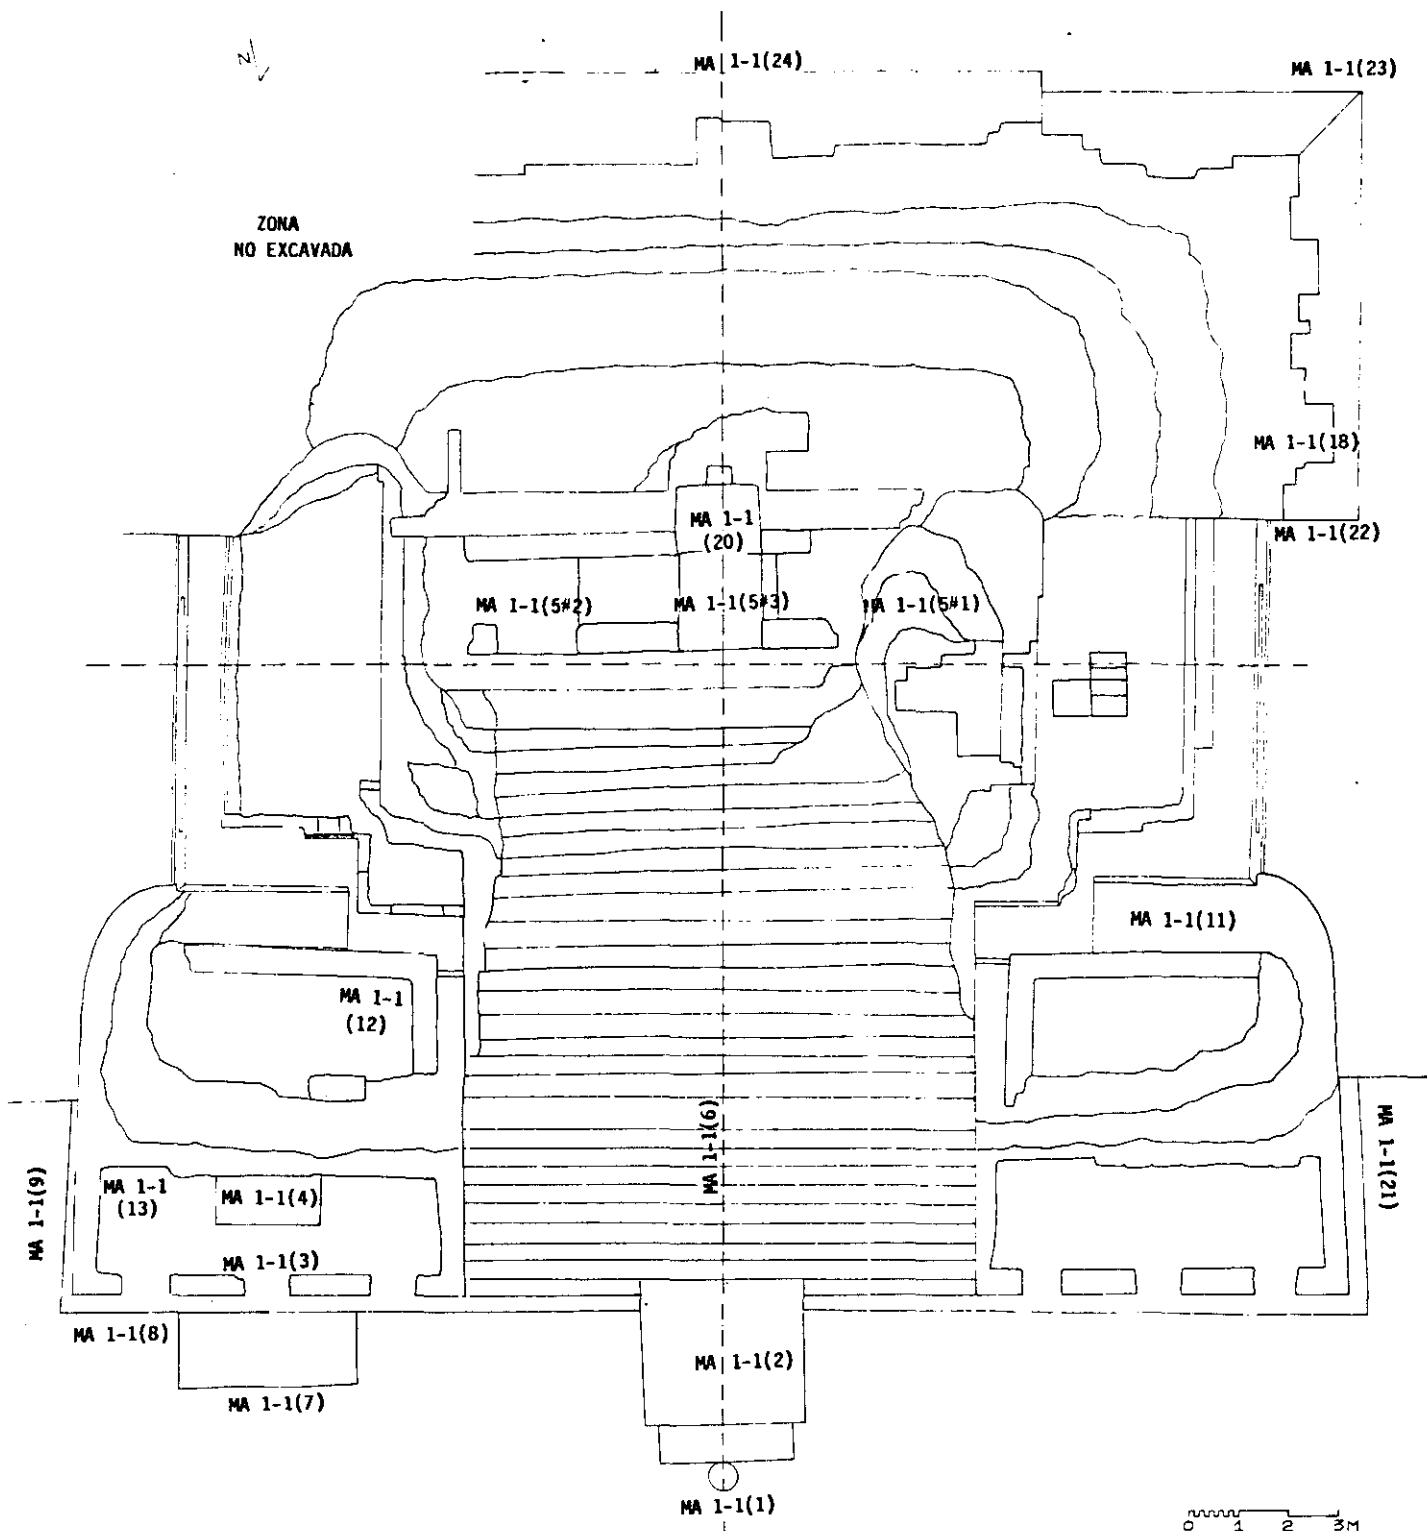 N
MA 1-1(24)
MA 1-1(23)
ZONA
NO EXCAVADA
MA 1-1(18)
MA 1-1
(20)
MA 1-1(22)
MA 1-1(5#2)
MA 1-1(5#3)
MA 1-1(5#1)
MA 1-1(11)
MA 1-1
(12)
MA 1-1(6)
MA 1-1(21)
MA 1-1(9)
MA 1-1
(13)
MA 1-1(4)
MA 1-1(3)
MA 1-1(8)
MA 1-1(2)
MA 1-1(7)
MA 1-1(1)
0 1 2 3M